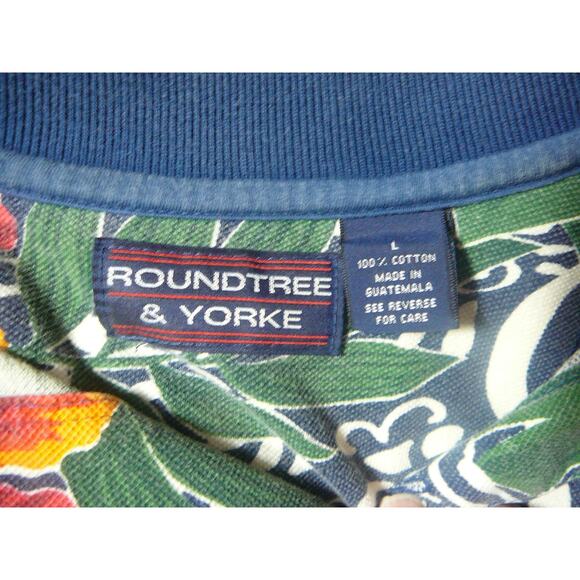 ROUNDTREE
& YORKE
L
100% COTTON
MADE IN
GUATEMALA
SEE REVERSE
FOR CARE